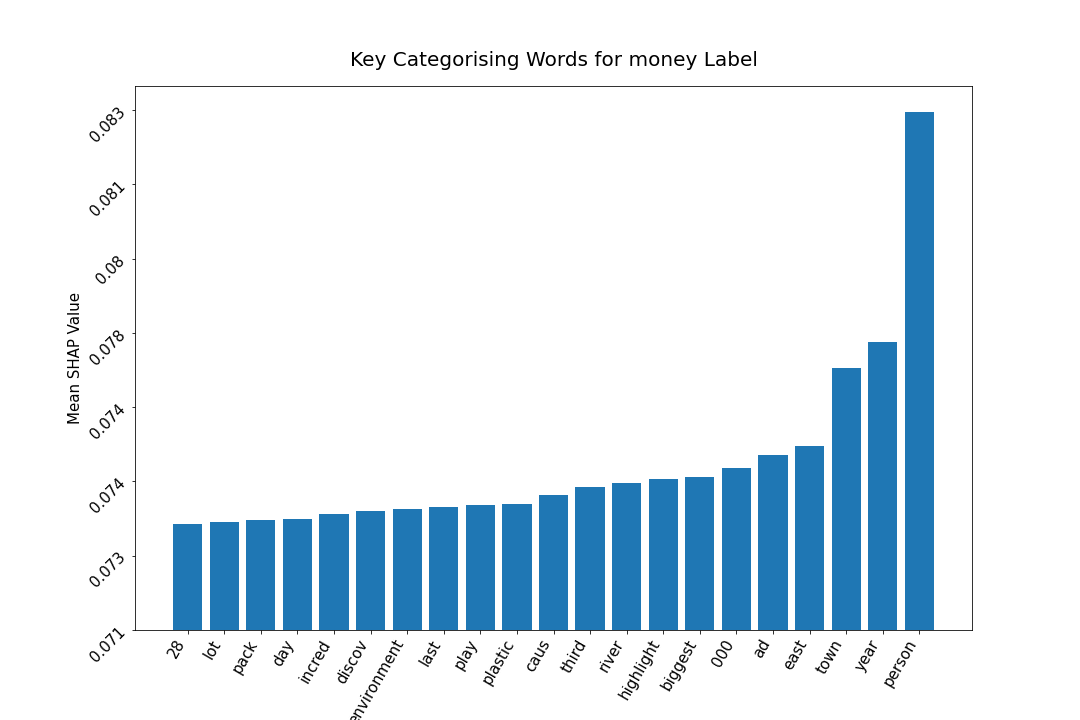 Key Categorising Words for money Label
Mean SHAP Value
0.083
0.081
0.08
0.078
0.074
0.074
0.073
0.071
28
lot
pack
day
incred
discov
environment
last
play
plastic
caus
third
river
highlight
biggest
000
ad
east
town
year
person